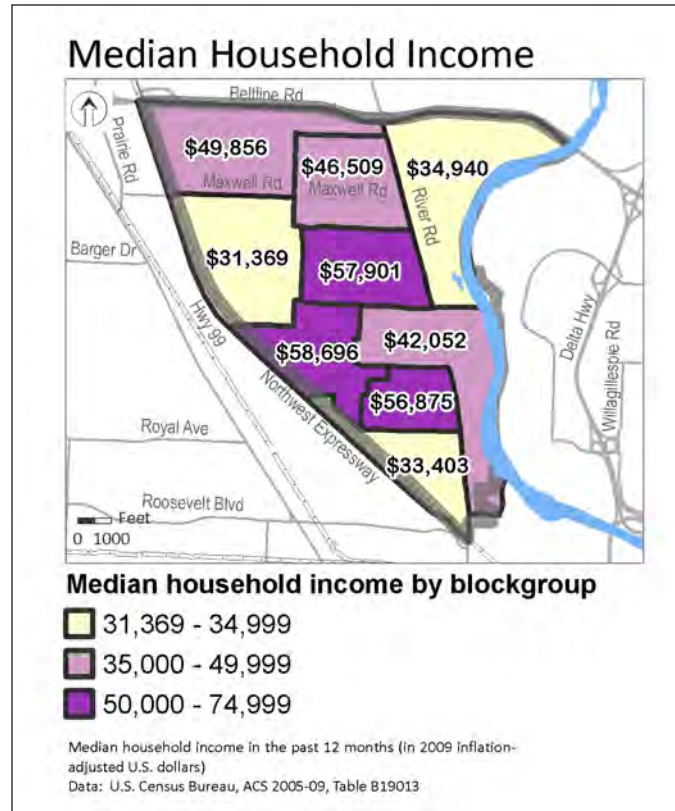 Median Household Income
Beltline Rd
Prairie Rd
$49,856
$46,509
$34,940
Maxwell Rd
Maxwell Rd
River Rd
Barger Dr
$31,369
$57,901
Hwy 99
$58,696
$42,052
Delta Hwy
Willagillespie Rd
Northwest Expressway
$56,875
Royal Ave
$33,403
Roosevelt Blvd
Feet
0 1000
Median household income by blockgroup
31,369 - 34,999
35,000 - 49,999
50,000 - 74,999
Median household income in the past 12 months (in 2009 inflation-
adjusted U.S. dollars)
Data: U.S. Census Bureau, ACS 2005-09, Table B19013